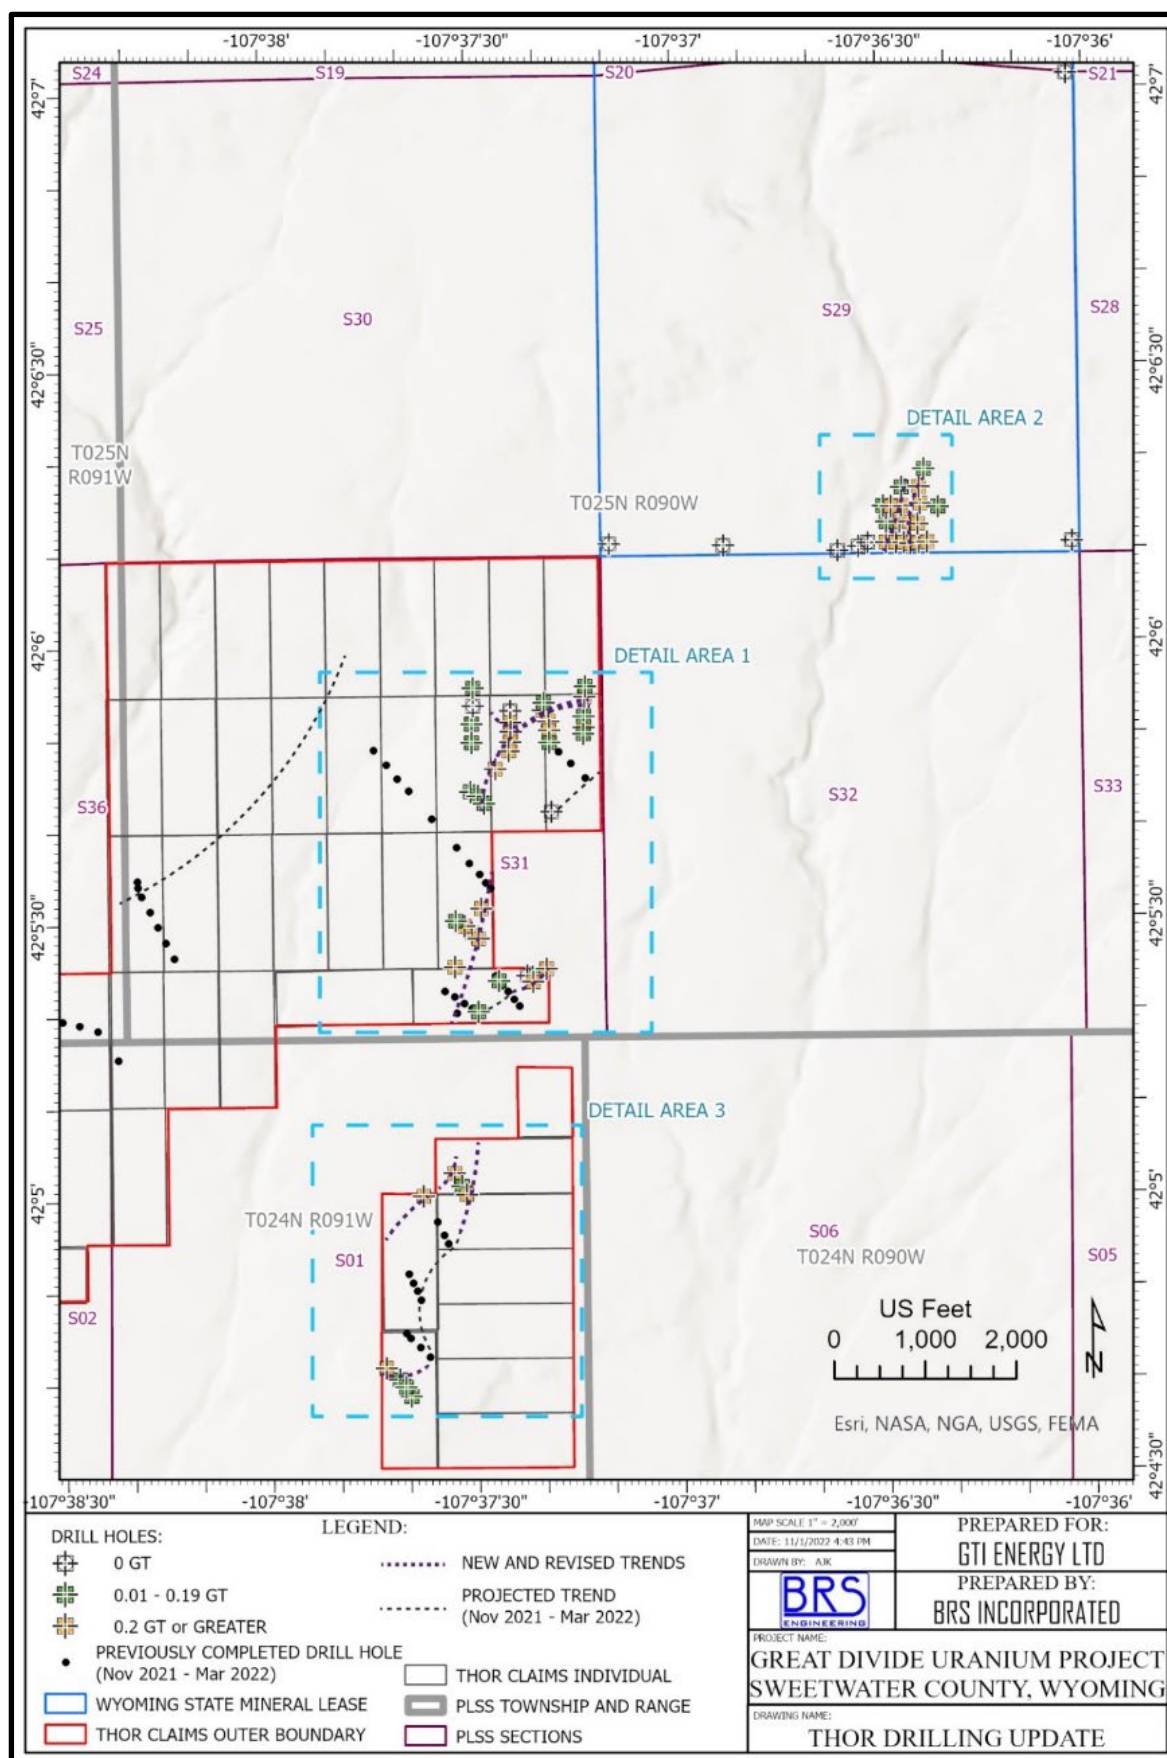 -107°38'
-107°37'30"
-107°37'
-107°36'30"
-107°36'
S24
S19
S20
S21
42°7'
42°7'
S25
S30
S29
S28
42°6'30"
42°6'30"
DETAIL AREA 2
T025N
R091W
T025N R090W
42°6'
42°6'
DETAIL AREA 1
S36
S32
S33
S31
42°5'30"
42°5'30"
DETAIL AREA 3
42°5'
42°5'
T024N R091W
S01
S06
T024N R090W
S05
S02
US Feet
0 1,000 2,000
N
Esri, NASA, NGA, USGS, FEMA
42°4'30"
-107°38'30"
-107°38'
-107°37'30"
-107°37'
-107°36'30"
-107°36'
LEGEND:
DRILL HOLES:
0 GT
0.01 - 0.19 GT
0.2 GT or GREATER
PREVIOUSLY COMPLETED DRILL HOLE
(Nov 2021 - Mar 2022)
WYOMING STATE MINERAL LEASE
THOR CLAIMS OUTER BOUNDARY
NEW AND REVISED TRENDS
PROJECTED TREND
(Nov 2021 - Mar 2022)
THOR CLAIMS INDIVIDUAL
PLSS TOWNSHIP AND RANGE
PLSS SECTIONS
MAP SCALE 1" = 2,000'
DATE: 11/1/2022 4:43 PM
DRAWN BY: AJK
BRS
ENGINEERING
PREPARED FOR:
GTI ENERGY LTD
PREPARED BY:
BRS INCORPORATED
PROJECT NAME:
GREAT DIVIDE URANIUM PROJECT
SWEETWATER COUNTY, WYOMING
DRAWING NAME:
THOR DRILLING UPDATE